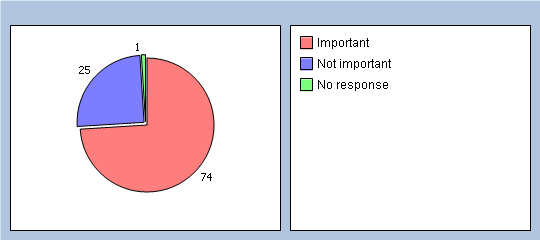 1
25
74
Important
Not important
No response